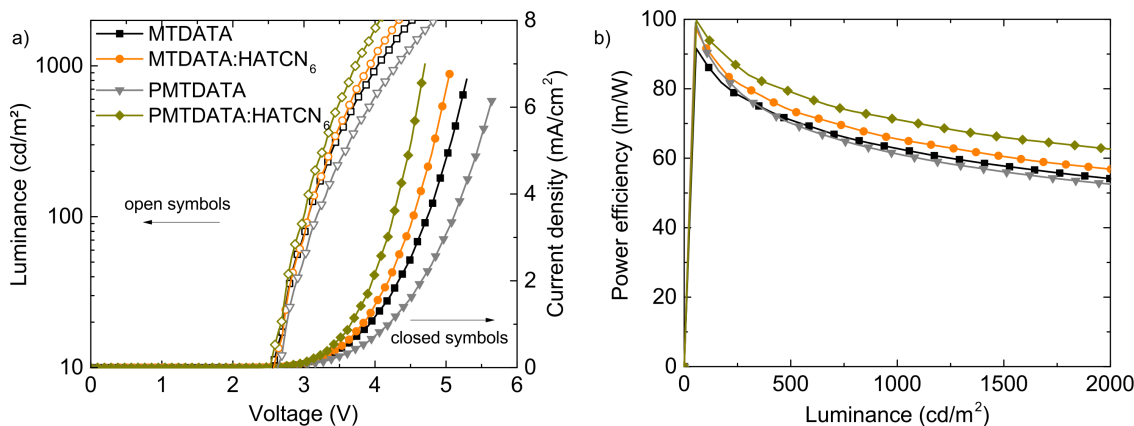 a)
MTDATA
MTDATA:HATCN6
PMTDATA
PMTDATA:HATCN6
open symbols
closed symbols
Luminance (cd/m²)
1000
100
10
8
6
4
2
0
Current density (mA/cm²)
0 1 2 3 4 5 6
Voltage (V)
b)
Power efficiency (lm/W)
100
80
60
40
20
0
0 500 1000 1500 2000
Luminance (cd/m²)